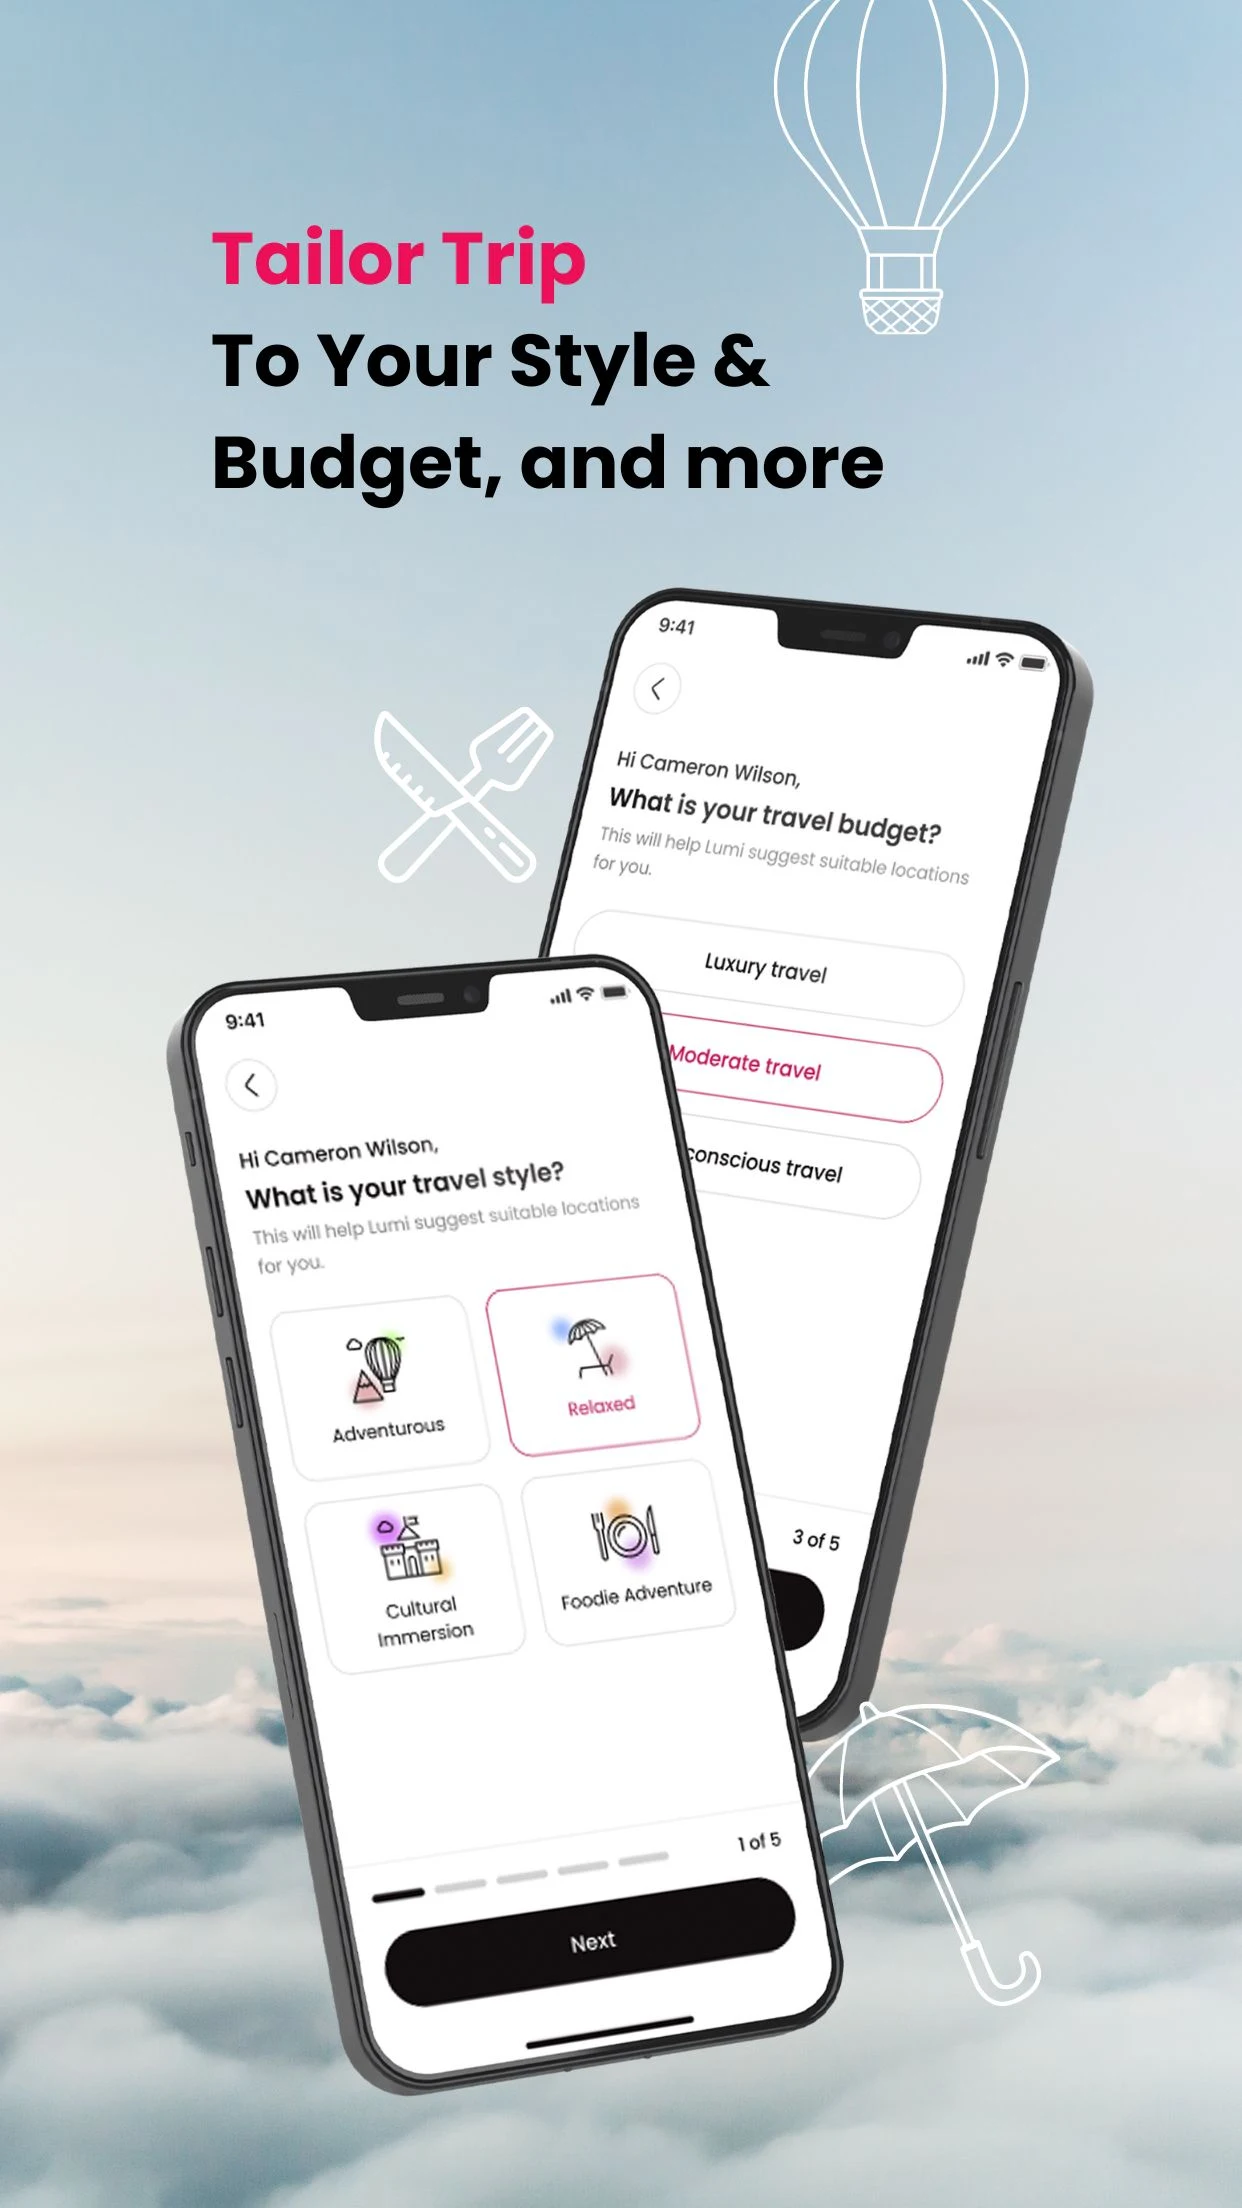 Tailor Trip
To Your Style &
Budget, and more
9:41
Hi Cameron Wilson,
What is your travel budget?
This will help Lumi suggest suitable locations
for you.
Luxury travel
Moderate travel
conscious travel
3 of 5
9:41
Hi Cameron Wilson,
What is your travel style?
This will help Lumi suggest suitable locations
for you.
Adventurous
Relaxed
Cultural
Immersion
Foodie Adventure
1 of 5
Next